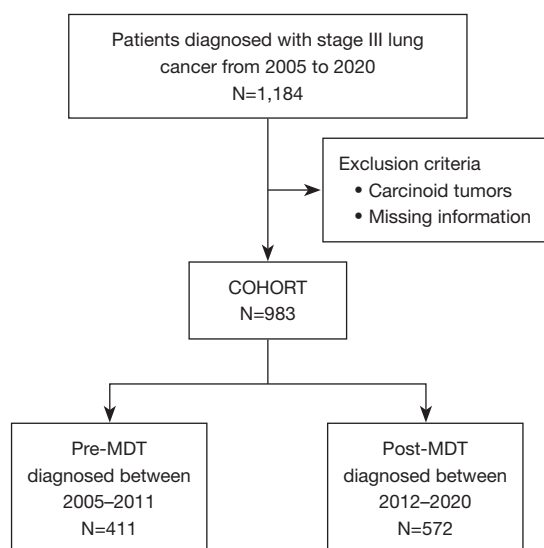 Patients diagnosed with stage III lung
cancer from 2005 to 2020
N=1,184
Exclusion criteria
• Carcinoid tumors
• Missing information
COHORT
N=983
Pre-MDT
diagnosed between
2005–2011
N=411
Post-MDT
diagnosed between
2012–2020
N=572